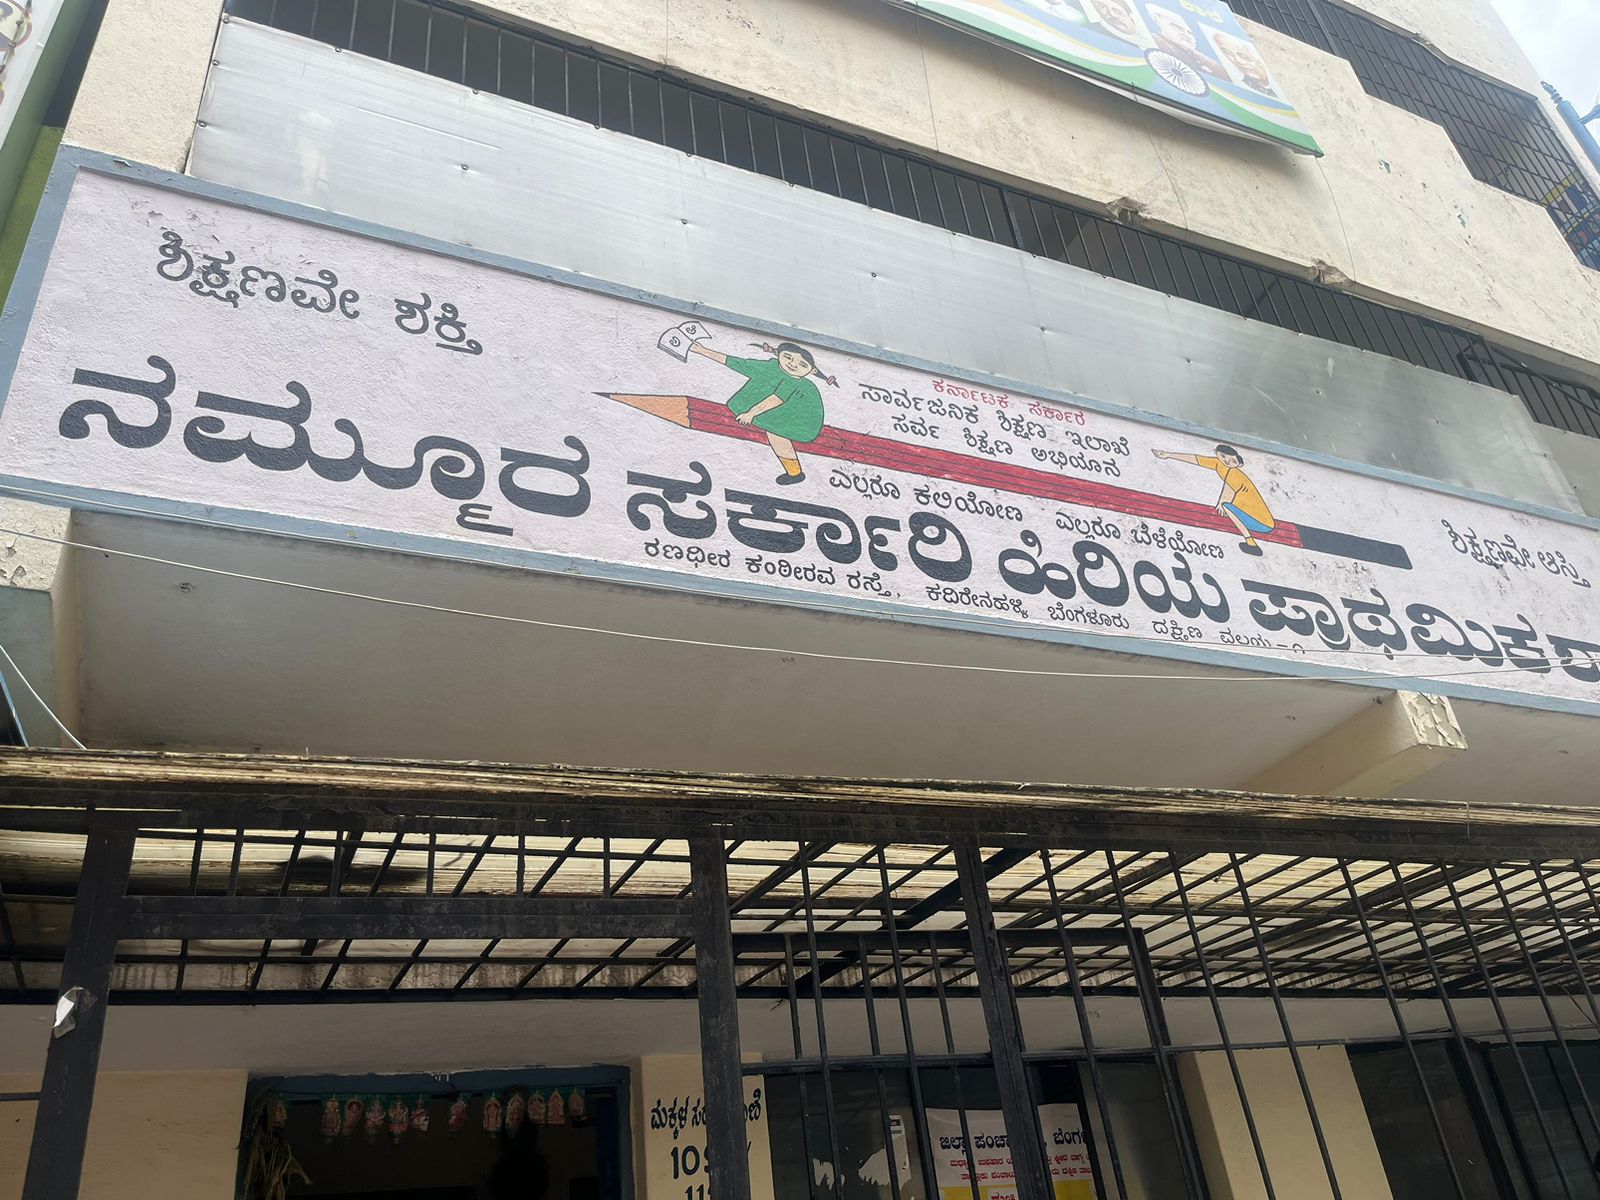 ಶಿಕ್ಷಣವೇ ಶಕ್ತಿ
ಕರ್ನಾಟಕ ಸರ್ಕಾರ
ಸಾರ್ವಜನಿಕ ಶಿಕ್ಷಣ ಇಲಾಖೆ
ಸರ್ವ ಶಿಕ್ಷಣ ಅಭಿಯಾನ
ಎಲ್ಲರೂ ಕಲಿಯೋಣ ಎಲ್ಲರೂ ಬೆಳೆಯೋಣ
ಶಿಕ್ಷಣವೇ ಆಸ್ತಿ
ನಮ್ಮೂರ ಸರ್ಕಾರಿ ಹಿರಿಯ ಪ್ರಾಥಮಿಕ
ರಣಧೀರ ಕಂಠೀರವ ರಸ್ತೆ, ಕದಿರೇನಹಳ್ಳಿ ಬೆಂಗಳೂರು ದಕ್ಷಿಣ ವಲಯ
ಮಕ್ಕಳ
ಜಿಲ್ಲಾ